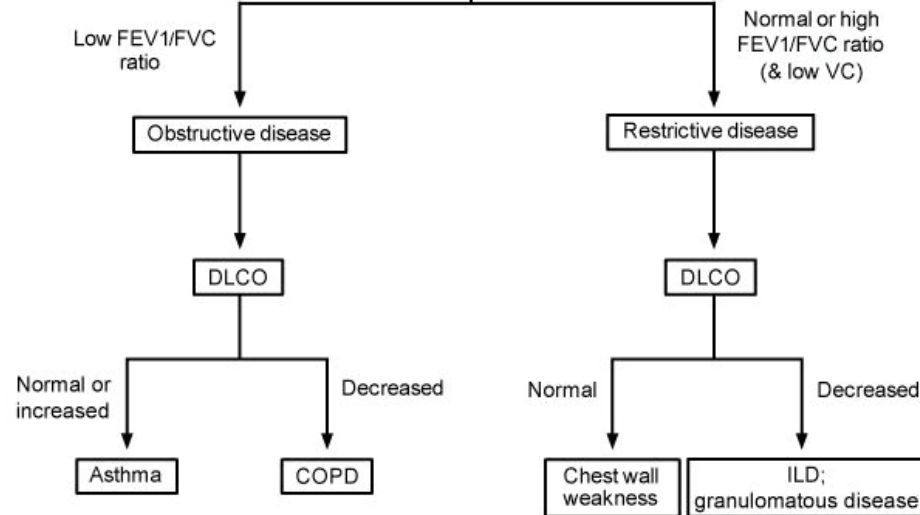 Low FEV1/FVC
ratio
Normal or high
FEV1/FVC ratio
(& low VC)
Obstructive disease
Restrictive disease
DLCO
DLCO
Normal or
increased
Decreased
Normal
Decreased
Asthma
COPD
Chest wall
weakness
ILD;
granulomatous disease